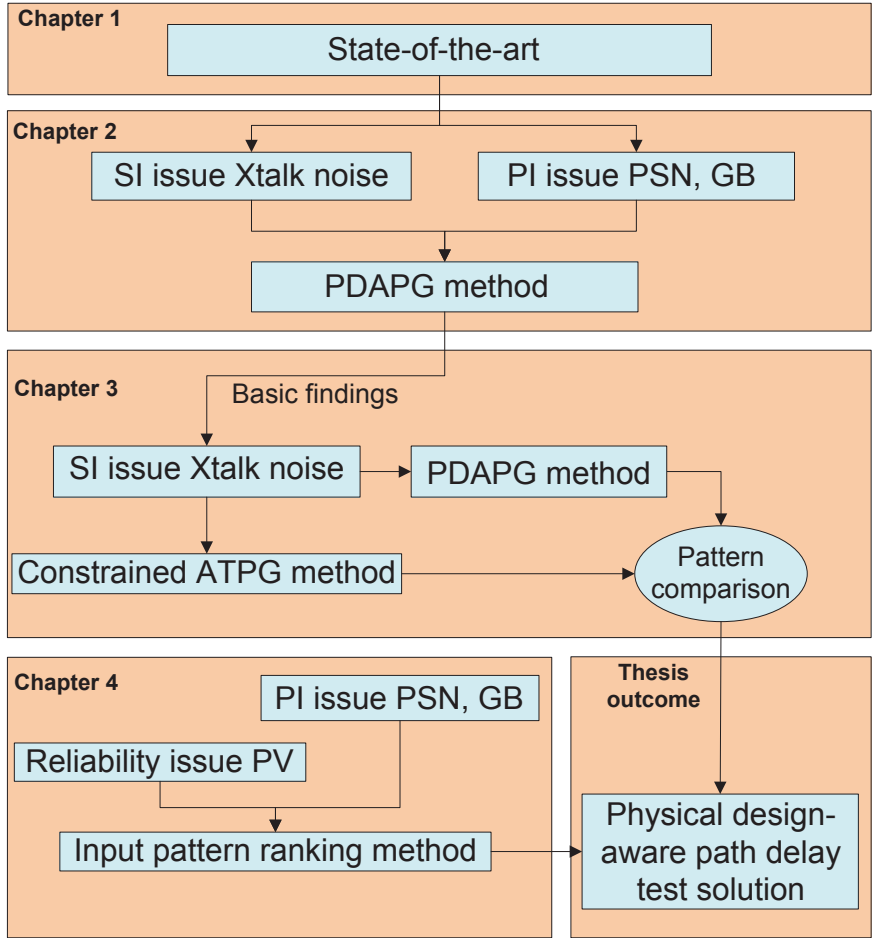 Chapter 1
State-of-the-art
Chapter 2
SI issue Xtalk noise
PI issue PSN, GB
PDAPG method
Chapter 3
Basic findings
SI issue Xtalk noise
PDAPG method
Constrained ATPG method
Pattern
comparison
Chapter 4
PI issue PSN, GB
Reliability issue PV
Input pattern ranking method
Thesis
outcome
Physical design-
aware path delay
test solution